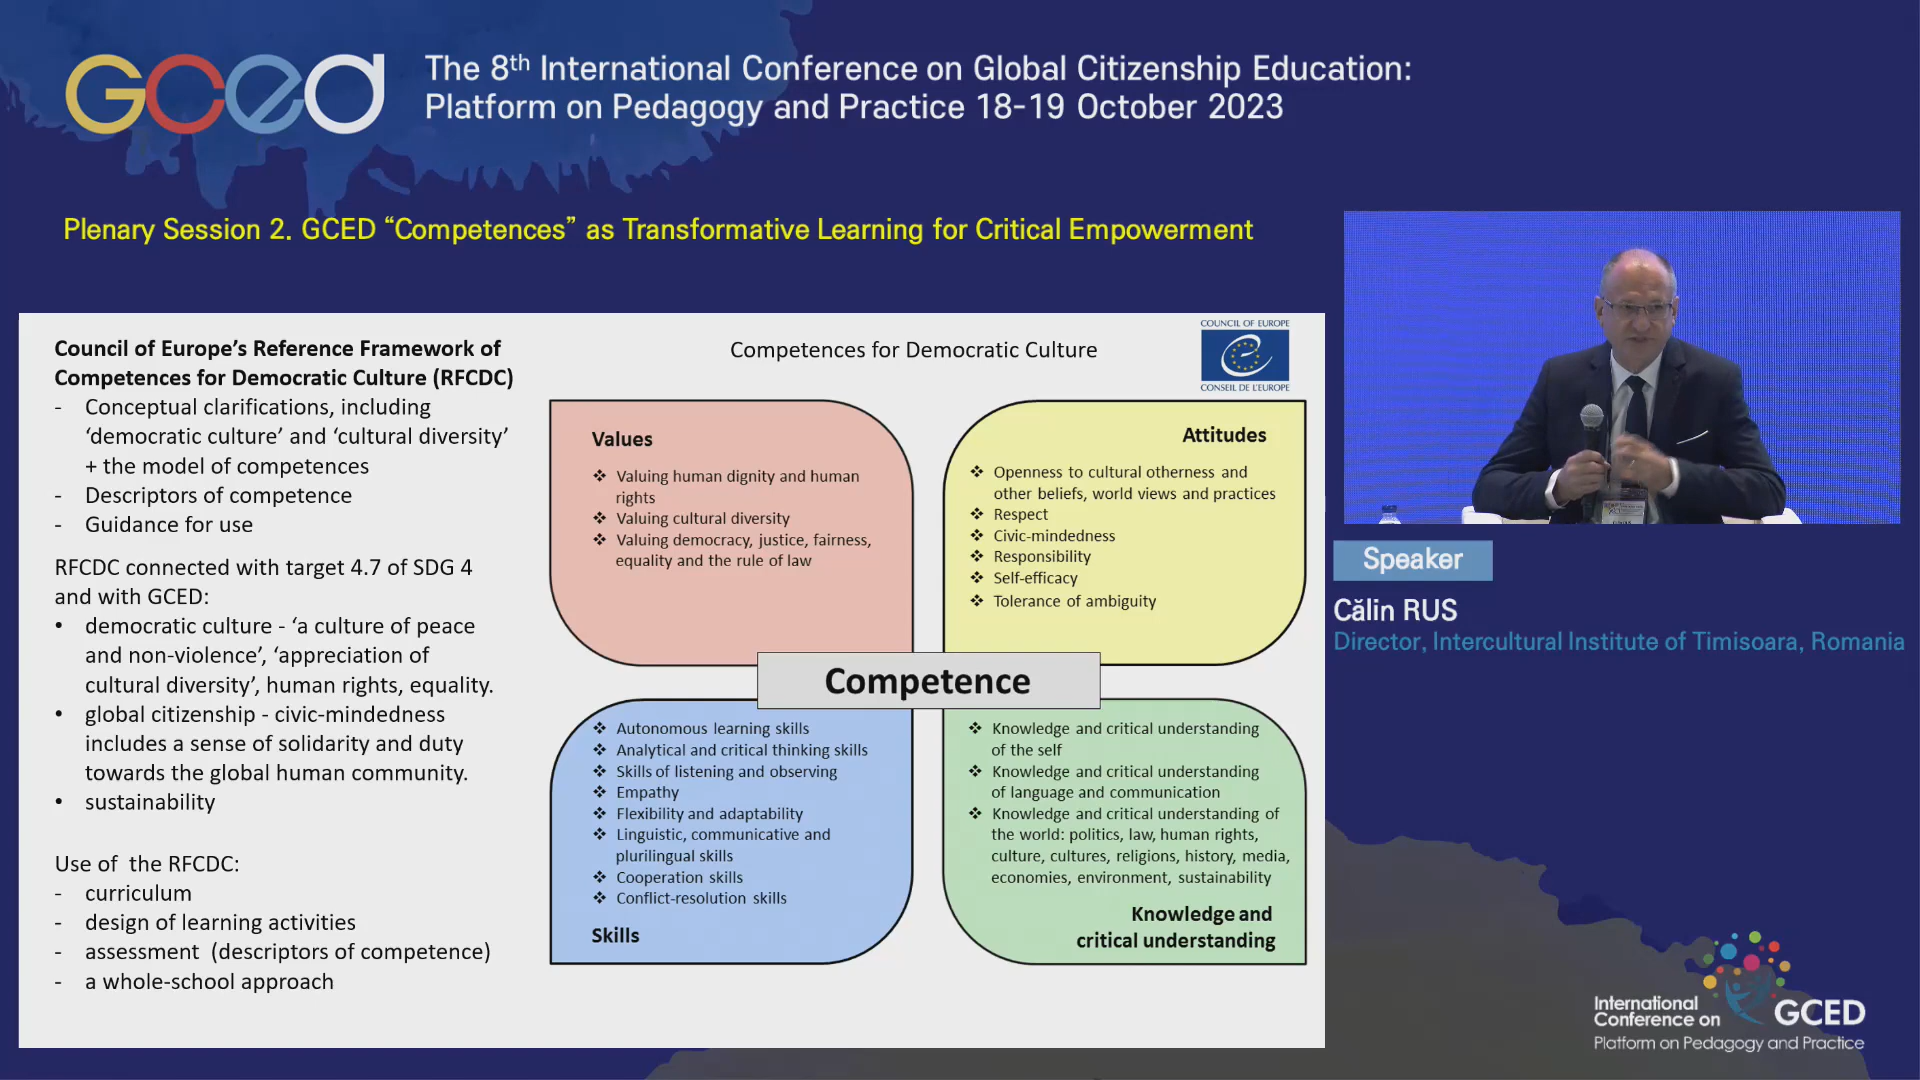 GCED
The 8th International Conference on Global Citizenship Education:
Platform on Pedagogy and Practice 18-19 October 2023
Plenary Session 2. GCED “Competences” as Transformative Learning for Critical Empowerment
Council of Europe’s Reference Framework of
Competences for Democratic Culture (RFCDC)
- Conceptual clarifications, including
‘democratic culture’ and ‘cultural diversity’
+ the model of competences
- Descriptors of competence
- Guidance for use
RFCDC connected with target 4.7 of SDG 4
and with GCED:
• democratic culture - ‘a culture of peace
and non-violence’, ‘appreciation of
cultural diversity’, human rights, equality.
• global citizenship - civic-mindedness
includes a sense of solidarity and duty
towards the global human community.
• sustainability
Use of the RFCDC:
- curriculum
- design of learning activities
- assessment (descriptors of competence)
- a whole-school approach
Competences for Democratic Culture
COUNCIL OF EUROPE
CONSEIL DE L'EUROPE
Values
❖ Valuing human dignity and human
rights
❖ Valuing cultural diversity
❖ Valuing democracy, justice, fairness,
equality and the rule of law
Attitudes
❖ Openness to cultural otherness and
other beliefs, world views and practices
❖ Respect
❖ Civic-mindedness
❖ Responsibility
❖ Self-efficacy
❖ Tolerance of ambiguity
Competence
❖ Autonomous learning skills
❖ Analytical and critical thinking skills
❖ Skills of listening and observing
❖ Empathy
❖ Flexibility and adaptability
❖ Linguistic, communicative and
plurilingual skills
❖ Cooperation skills
❖ Conflict-resolution skills
Skills
❖ Knowledge and critical understanding
of the self
❖ Knowledge and critical understanding
of language and communication
❖ Knowledge and critical understanding of
the world: politics, law, human rights,
culture, cultures, religions, history, media,
economies, environment, sustainability
Knowledge and
critical understanding
Speaker
Călin RUS
Director, Intercultural Institute of Timisoara, Romania
International
Conference on GCED
Platform on Pedagogy and Practice